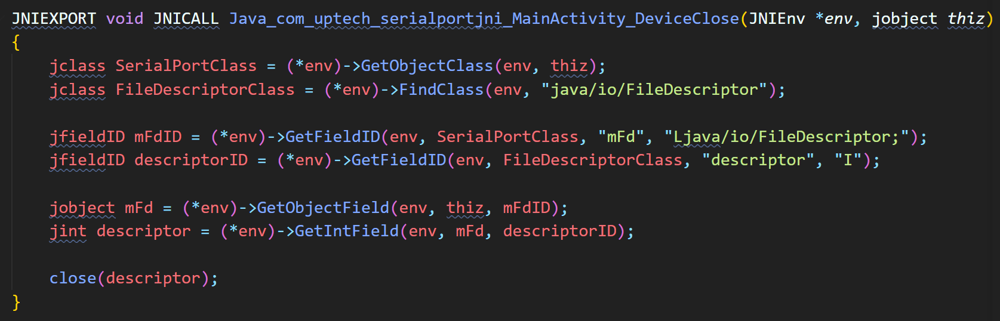 JNIEXPORT void JNICALL Java_com_uptech_serialportjni_MainActivity_DeviceClose(JNIEnv *env, jobject thiz)
{
    jclass SerialPortClass = (*env)->GetObjectClass(env, thiz);
    jclass FileDescriptorClass = (*env)->FindClass(env, "java/io/FileDescriptor");

    jfieldID mFdID = (*env)->GetFieldID(env, SerialPortClass, "mFd", "Ljava/io/FileDescriptor;");
    jfieldID descriptorID = (*env)->GetFieldID(env, FileDescriptorClass, "descriptor", "I");

    jobject mFd = (*env)->GetObjectField(env, thiz, mFdID);
    jint descriptor = (*env)->GetIntField(env, mFd, descriptorID);

    close(descriptor);
}